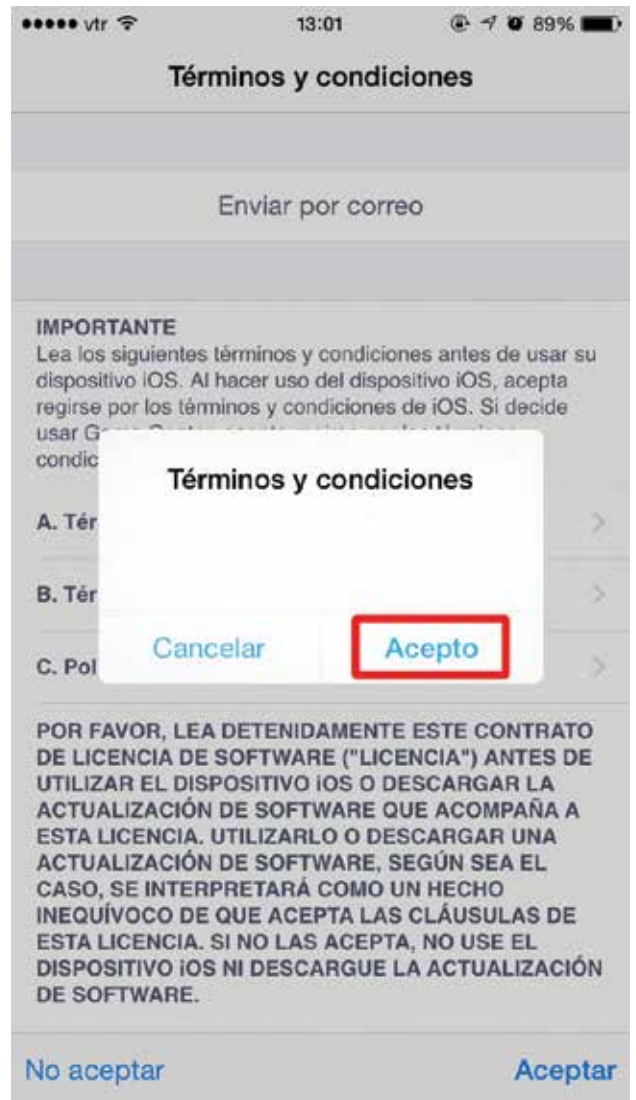 vtr 13:01 89%
Términos y condiciones
Enviar por correo
IMPORTANTE
Lea los siguientes términos y condiciones antes de usar su
dispositivo iOS. Al hacer uso del dispositivo iOS, acepta
regirse por los términos y condiciones de iOS. Si decide
usar
condic
Términos y condiciones
A. Tér
B. Tér
Cancelar
Acepto
C. Pol
POR FAVOR, LEA DETENIDAMENTE ESTE CONTRATO
DE LICENCIA DE SOFTWARE ("LICENCIA") ANTES DE
UTILIZAR EL DISPOSITIVO iOS O DESCARGAR LA
ACTUALIZACIÓN DE SOFTWARE QUE ACOMPAÑA A
ESTA LICENCIA. UTILIZARLO O DESCARGAR UNA
ACTUALIZACIÓN DE SOFTWARE, SEGÚN SEA EL
CASO, SE INTERPRETARÁ COMO UN HECHO
INEQUÍVOCO DE QUE ACEPTA LAS CLÁUSULAS DE
ESTA LICENCIA. SI NO LAS ACEPTA, NO USE EL
DISPOSITIVO iOS NI DESCARGUE LA ACTUALIZACIÓN
DE SOFTWARE.
No aceptar
Aceptar